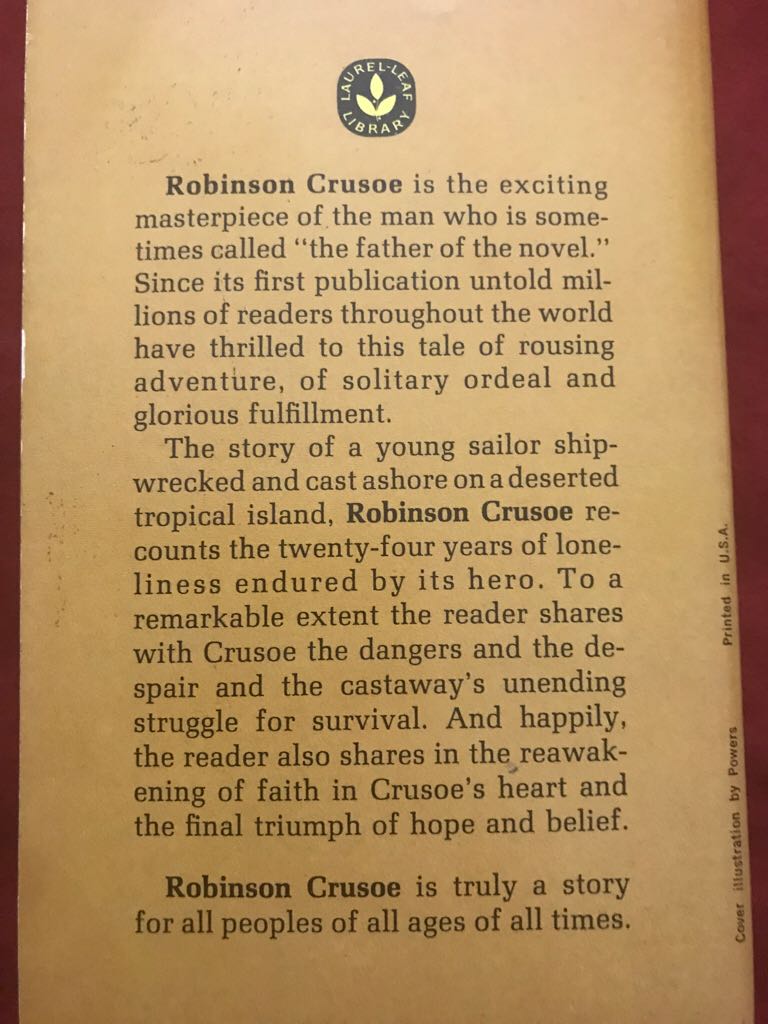 LAUREL-LEAF
LIBRARY
Robinson Crusoe is the exciting
masterpiece of the man who is some-
times called "the father of the novel."
Since its first publication untold mil-
lions of readers throughout the world
have thrilled to this tale of rousing
adventure, of solitary ordeal and
glorious fulfillment.
The story of a young sailor ship-
wrecked and cast ashore on a deserted
tropical island, Robinson Crusoe re-
counts the twenty-four years of lone-
liness endured by its hero. To a
remarkable extent the reader shares
with Crusoe the dangers and the de-
spair and the castaway's unending
struggle for survival. And happily,
the reader also shares in the reawak-
ening of faith in Crusoe's heart and
the final triumph of hope and belief.
Robinson Crusoe is truly a story
for all peoples of all ages of all times.
Cover illustration by Powers
Printed in U.S.A.